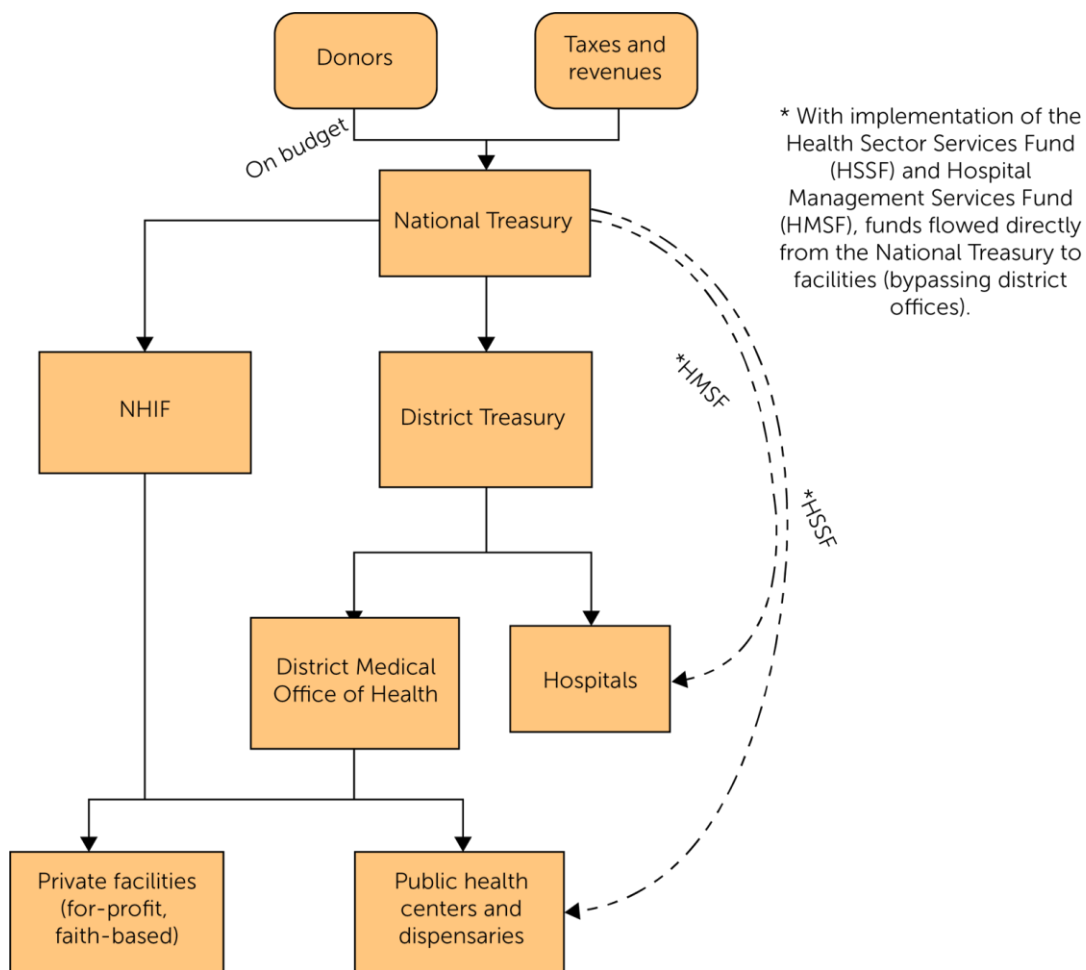 Donors
Taxes and
revenues
On budget
* With implementation of the
Health Sector Services Fund
(HSSF) and Hospital
Management Services Fund
(HMSF), funds flowed directly
from the National Treasury to
facilities (bypassing district
offices).
National Treasury
NHIF
District Treasury
*HMSF
*HSSF
District Medical
Office of Health
Hospitals
Private facilities
(for-profit,
faith-based)
Public health
centers and
dispensaries